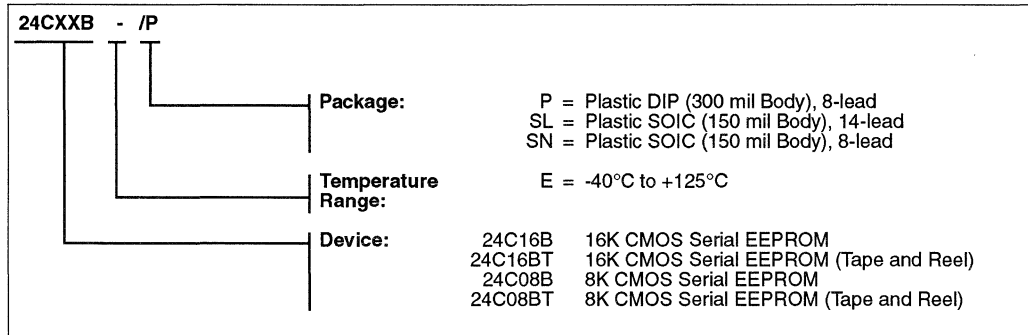 24CXXB - /P
Package: P = Plastic DIP (300 mil Body), 8-lead
SL = Plastic SOIC (150 mil Body), 14-lead
SN = Plastic SOIC (150 mil Body), 8-lead
Temperature E = -40°C to +125°C
Range:
Device: 24C16B 16K CMOS Serial EEPROM
24C16BT 16K CMOS Serial EEPROM (Tape and Reel)
24C08B 8K CMOS Serial EEPROM
24C08BT 8K CMOS Serial EEPROM (Tape and Reel)